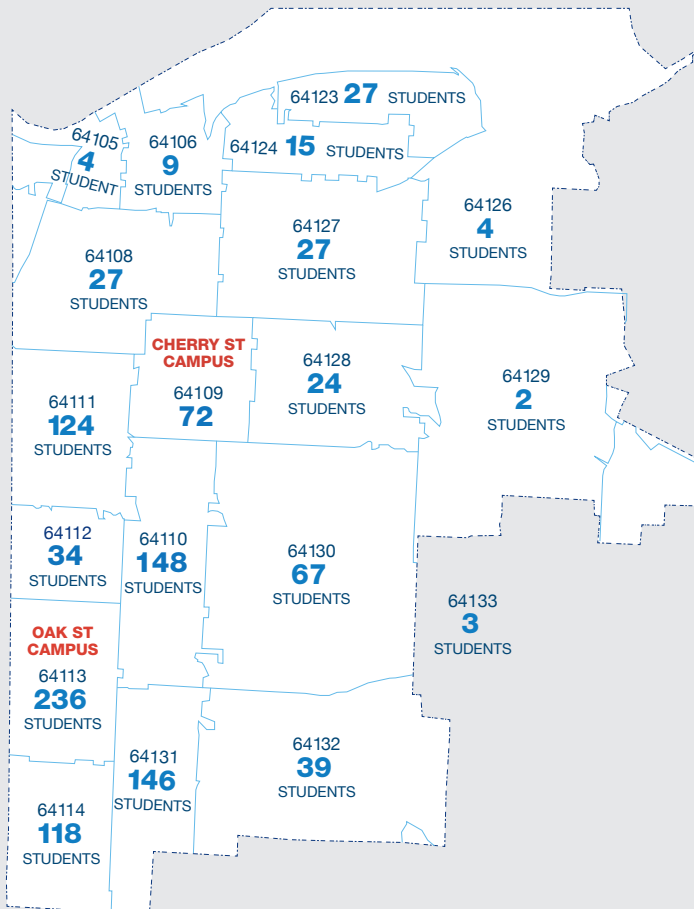 64123 27 STUDENTS
64105
4
STUDENT
64106
9
STUDENTS
64124 15 STUDENTS
64126
4
STUDENTS
64127
27
STUDENTS
64108
27
STUDENTS
CHERRY ST
CAMPUS
64109
72
64128
24
STUDENTS
64129
2
STUDENTS
64111
124
STUDENTS
64112
34
STUDENTS
64110
148
STUDENTS
64130
67
STUDENTS
64133
3
STUDENTS
OAK ST
CAMPUS
64113
236
STUDENTS
64131
146
STUDENTS
64132
39
STUDENTS
64114
118
STUDENTS